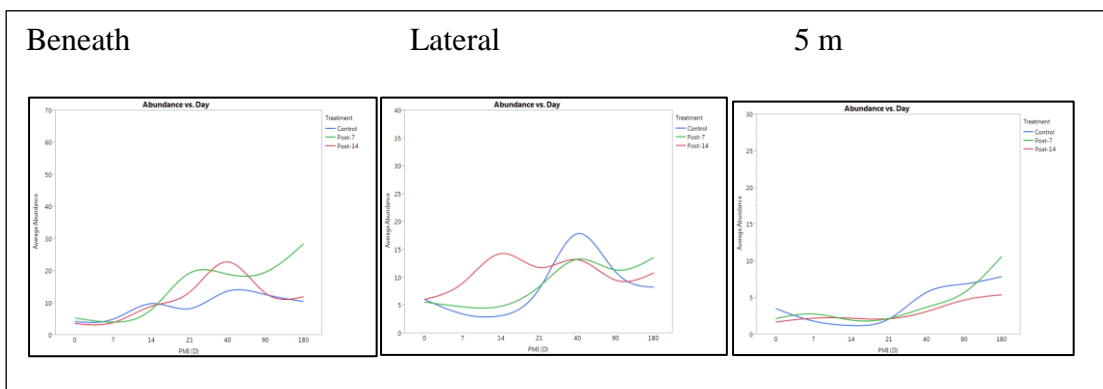 Beneath Lateral 5 m
Abundance vs. Day
Treatment
Control
Post-7
Post-14
Average Abundance
70
60
50
40
30
20
10
0
0 7 14 21 40 90 180
PMI (D)
Abundance vs. Day
Treatment
Control
Post-7
Post-14
Average Abundance
40
35
30
25
20
15
10
5
0
0 7 14 21 40 90 180
PMI (D)
Abundance vs. Day
Treatment
Control
Post-7
Post-14
Average Abundance
30
25
20
15
10
5
0
0 7 14 21 40 90 180
PMI (D)